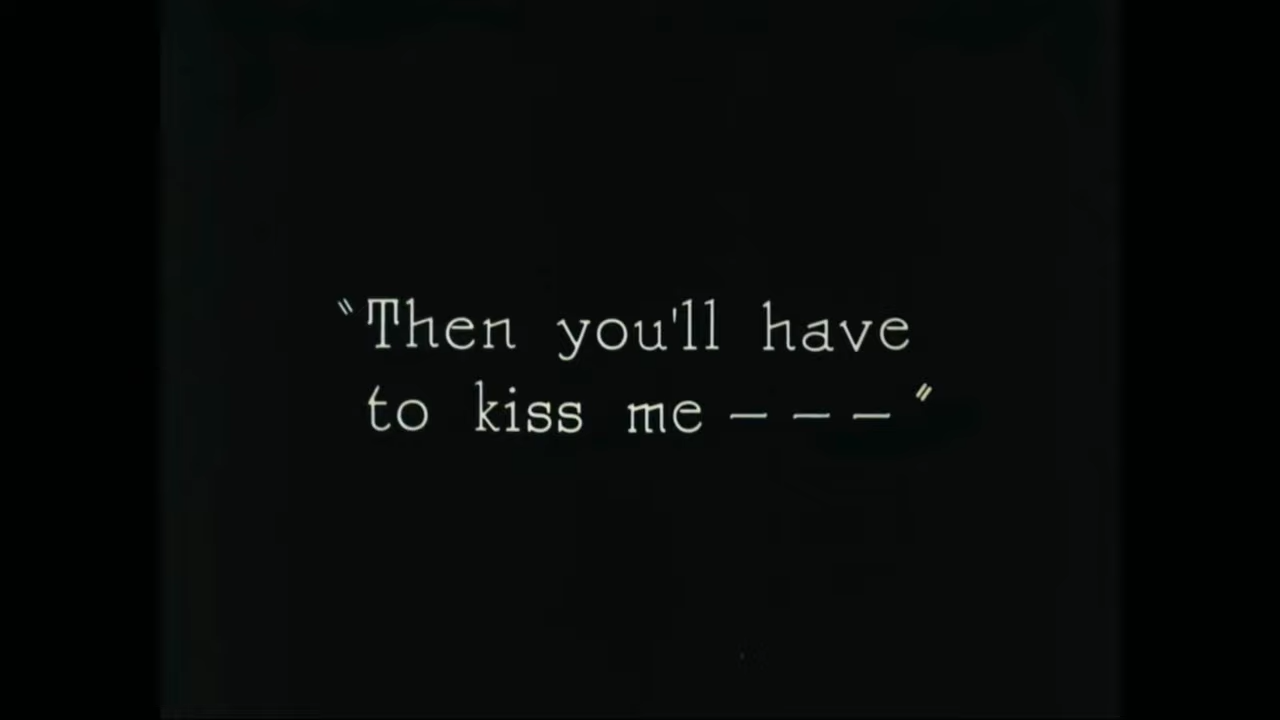 "Then you'll have
to kiss me – – –"